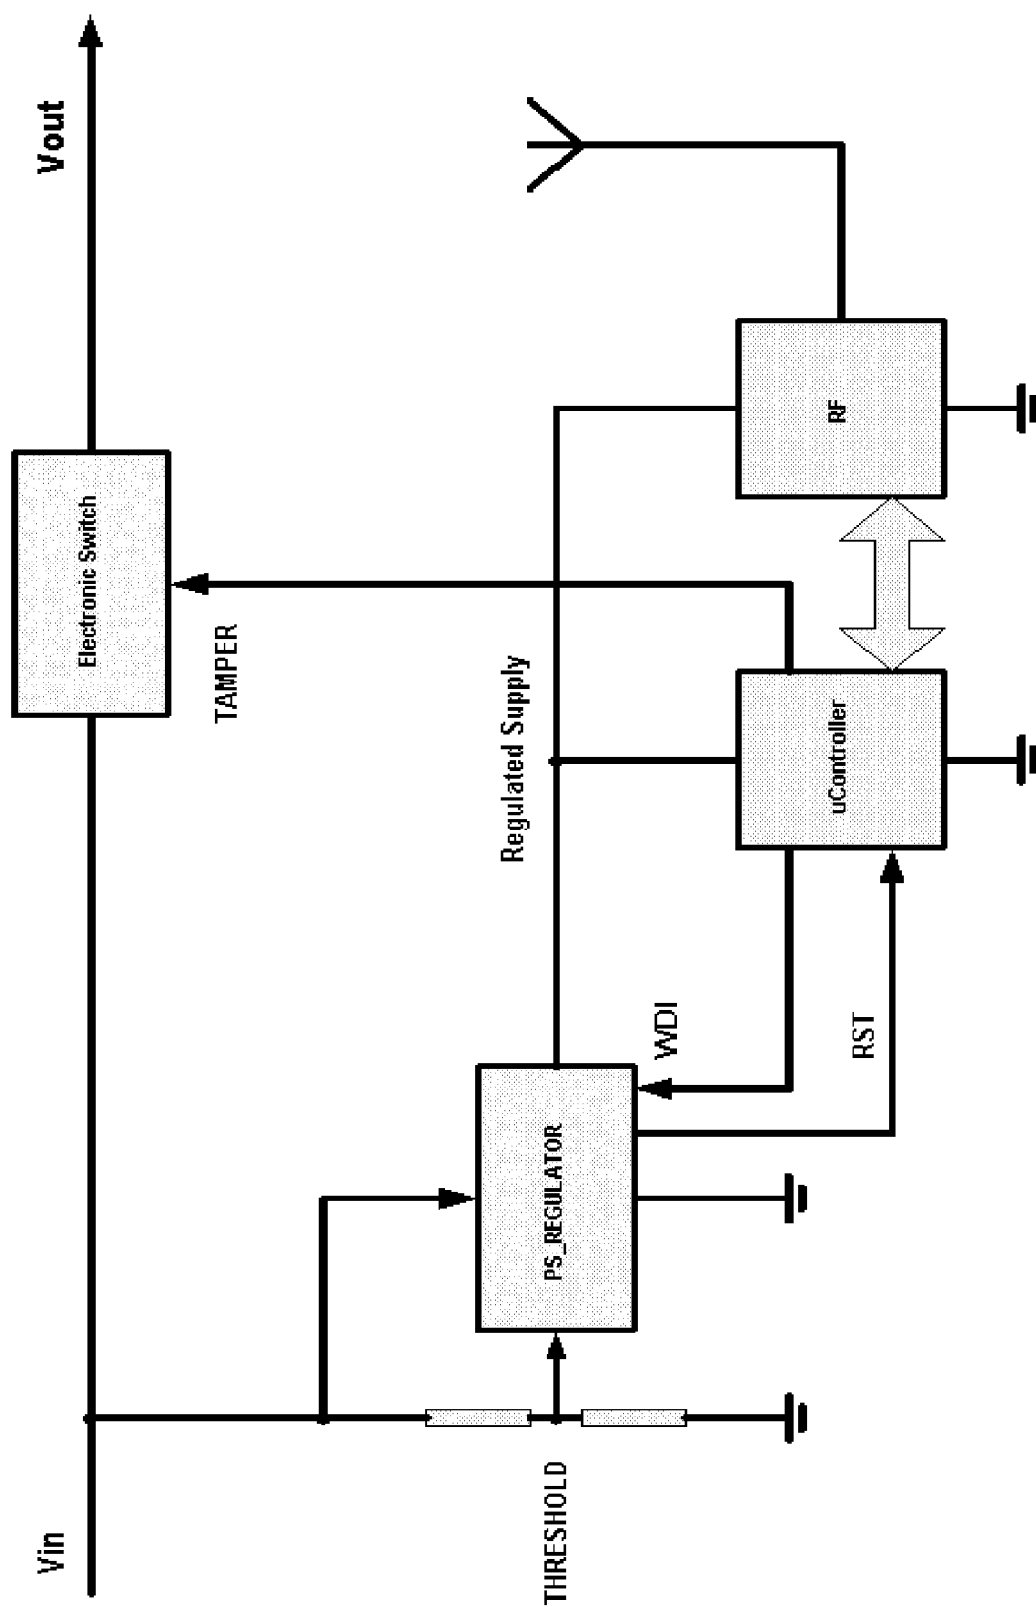 Vin
Electronic Switch
Vout
TAMPER
THRESHOLD
PS_REGULATOR
Regulated Supply
WDI
RST
uController
RF